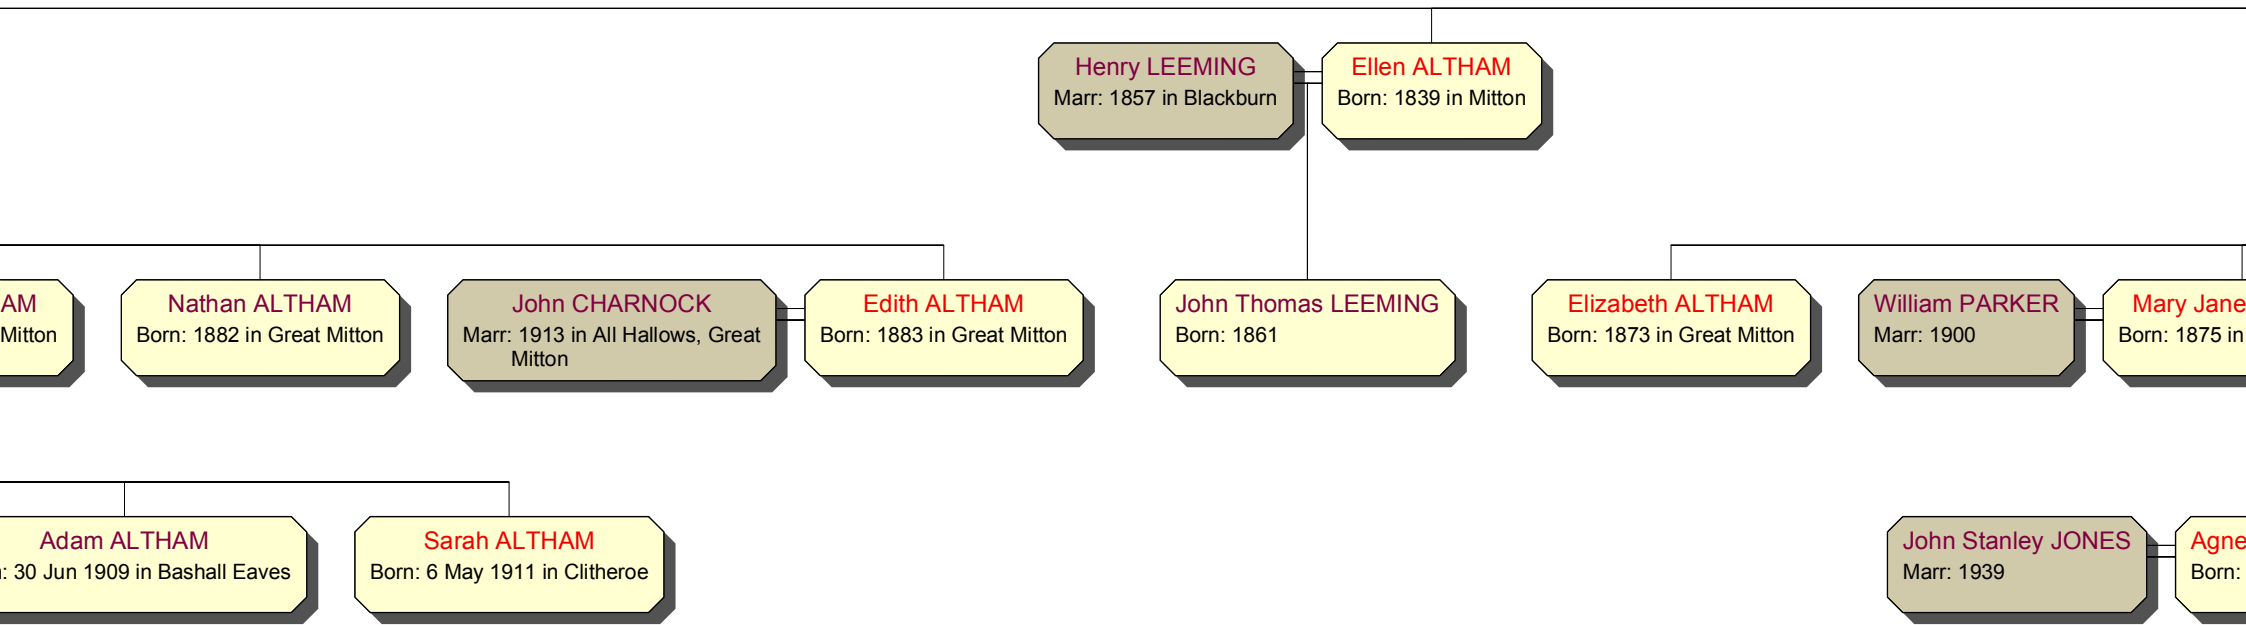 Henry LEEMING
Marr: 1857 in Blackburn
Ellen ALTHAM
Born: 1839 in Mitton
AM
Mitton
Nathan ALTHAM
Born: 1882 in Great Mitton
John CHARNOCK
Marr: 1913 in All Hallows, Great
Mitton
Edith ALTHAM
Born: 1883 in Great Mitton
John Thomas LEEMING
Born: 1861
Elizabeth ALTHAM
Born: 1873 in Great Mitton
William PARKER
Marr: 1900
Mary Jane
Born: 1875 in
Adam ALTHAM
: 30 Jun 1909 in Bashall Eaves
Sarah ALTHAM
Born: 6 May 1911 in Clitheroe
John Stanley JONES
Marr: 1939
Agne
Born: